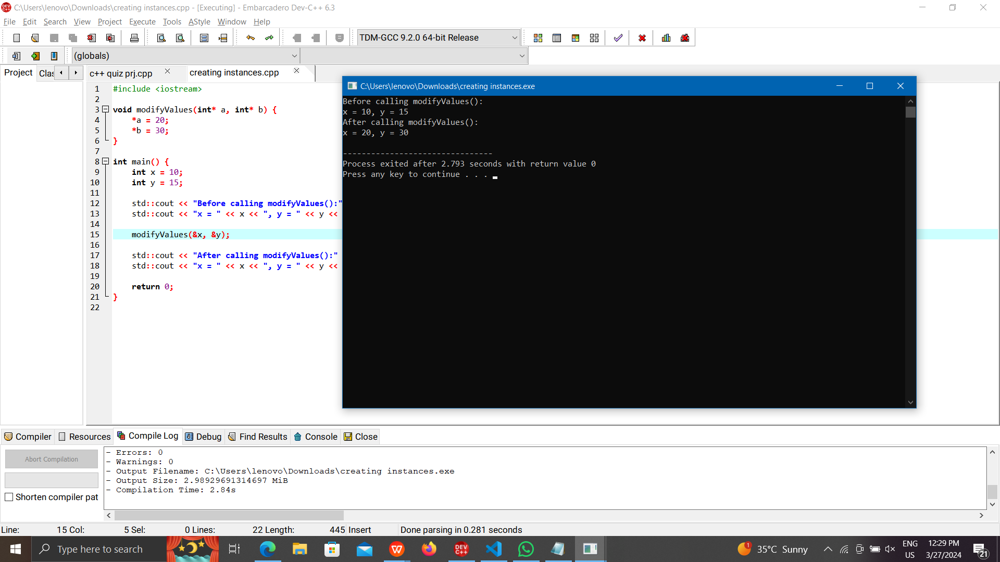 C:\Users\lenovo\Downloads\creating instances.cpp - [Executing] - Embarcadero Dev-C++ 6.3
File Edit Search View Project Execute Tools AStyle Window Help
TDM-GCC 9.2.0 64-bit Release
(globals)
Project Clas c++ quiz prj.cpp creating instances.cpp
1 #include <iostream>
2
3 void modifyValues(int* a, int* b) {
4 *a = 20;
5 *b = 30;
6 }
7
8 int main() {
9 int x = 10;
10 int y = 15;
11
12 std::cout << "Before calling modifyValues():"
13 std::cout << "x = " << x << ", y = " << y <<
14
15 modifyValues(&x, &y);
16
17 std::cout << "After calling modifyValues():"
18 std::cout << "x = " << x << ", y = " << y <<
19
20 return 0;
21 }
22
C:\Users\lenovo\Downloads\creating instances.exe
Before calling modifyValues():
x = 10, y = 15
After calling modifyValues():
x = 20, y = 30
--------------------------------
Process exited after 2.793 seconds with return value 0
Press any key to continue . . .
Compiler Resources Compile Log Debug Find Results Console Close
Abort Compilation
Shorten compiler pat
- Errors: 0
- Warnings: 0
- Output Filename: C:\Users\lenovo\Downloads\creating instances.exe
- Output Size: 2.98929691314697 MiB
- Compilation Time: 2.84s
Line: 15 Col: 5 Sel: 0 Lines: 22 Length: 445 Insert Done parsing in 0.281 seconds
Type here to search
DEV C++
1
35°C Sunny
ENG
US
12:29 PM
3/27/2024
21